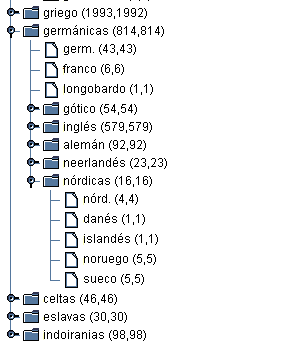 griego (1993,1992)
germánicas (814,814)
germ. (43,43)
franco (6,6)
longobardo (1,1)
gótico (54,54)
inglés (579,579)
alemán (92,92)
neerlandés (23,23)
nórdicas (16,16)
nórd. (4,4)
danés (1,1)
islandés (1,1)
noruego (5,5)
sueco (5,5)
celtas (46,46)
eslavas (30,30)
indoiranias (98,98)